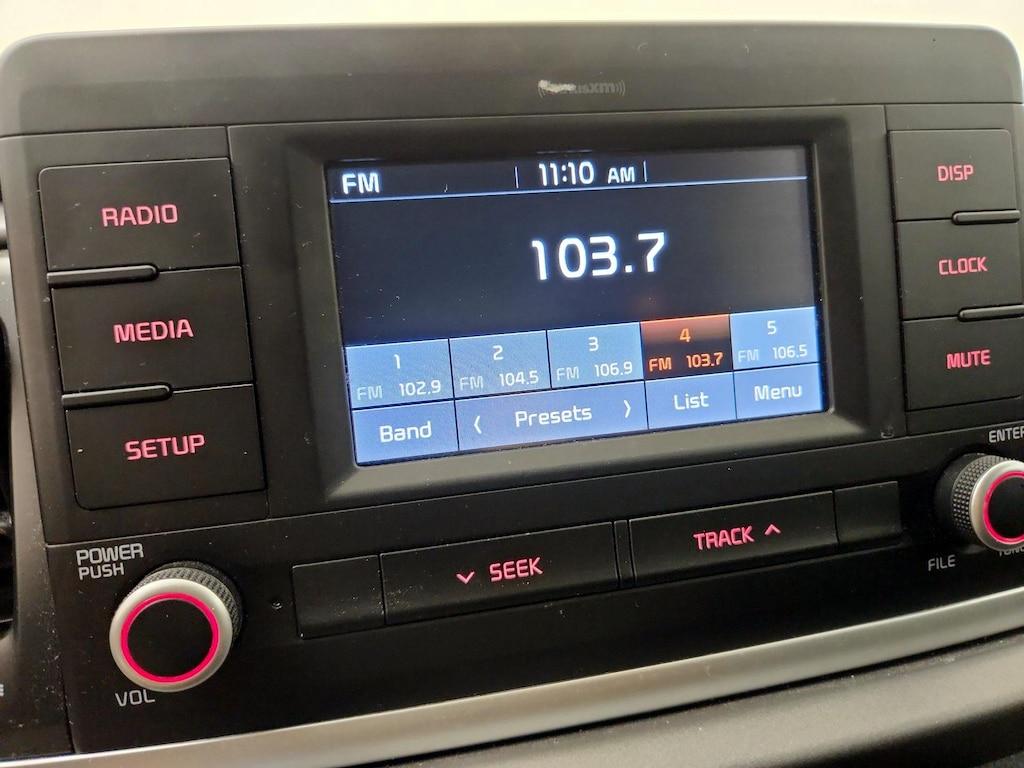 siriusxm
FM 11:10 AM
103.7
1 2 3 4 5
FM 102.9 FM 104.5 FM 106.9 FM 103.7 FM 106.5
Band < Presets > List Menu
RADIO
MEDIA
SETUP
DISP
CLOCK
MUTE
POWER
PUSH
VOL
SEEK
TRACK
ENTER
FILE